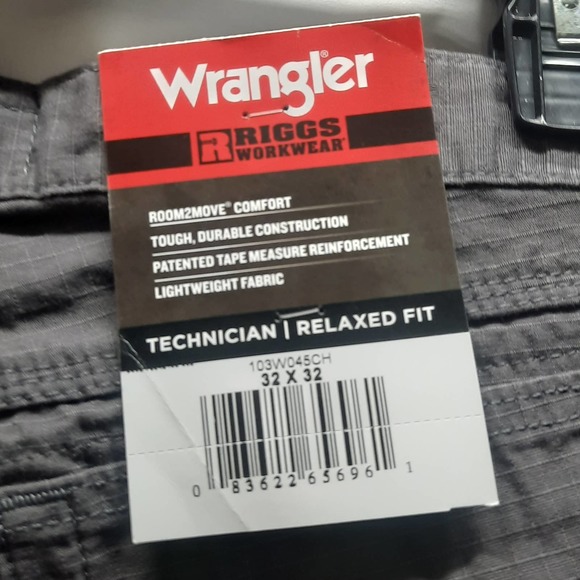 Wrangler®
R RIGGS
WORKWEAR®
ROOM2MOVE® COMFORT
TOUGH, DURABLE CONSTRUCTION
PATENTED TAPE MEASURE REINFORCEMENT
LIGHTWEIGHT FABRIC
TECHNICIAN | RELAXED FIT
103W045CH
32 X 32
0 83622 65696 1